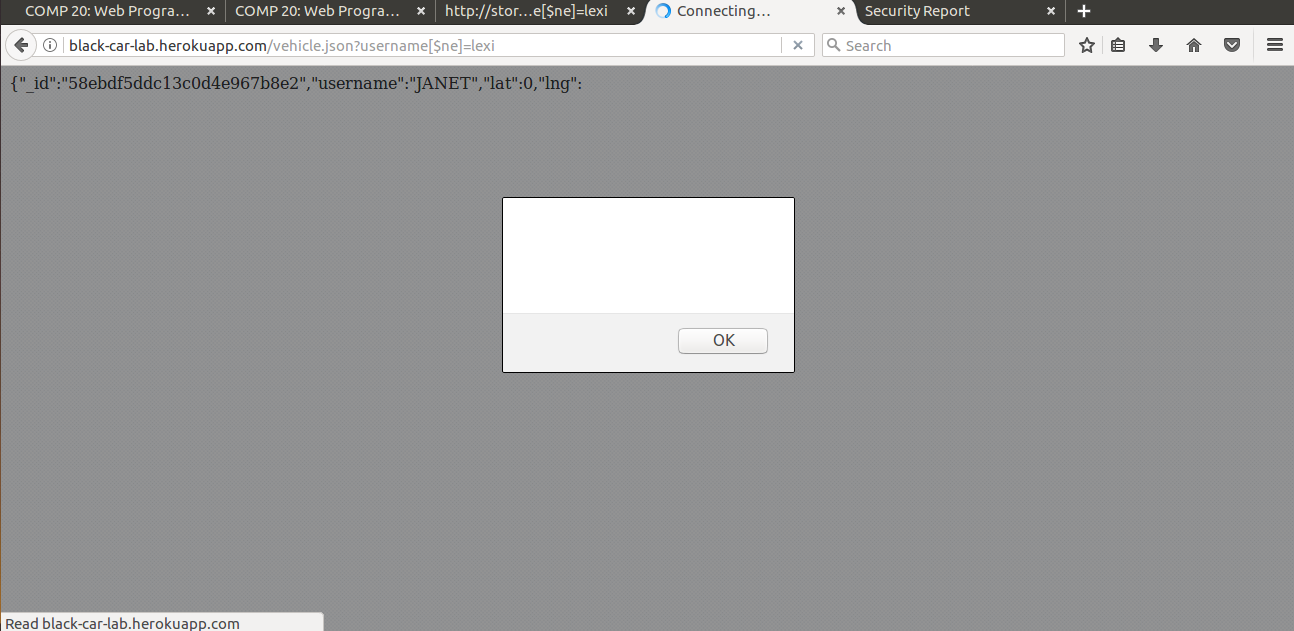 COMP 20: Web Progra... COMP 20: Web Progra... http://stor...e[$ne]=lexi Connecting... Security Report
black-car-lab.herokuapp.com/vehicle.json?username[$ne]=lexi Search
{"_id":"58ebdf5ddc13c0d4e967b8e2","username":"JANET","lat":0,"lng":
OK
Read black-car-lab.herokuapp.com